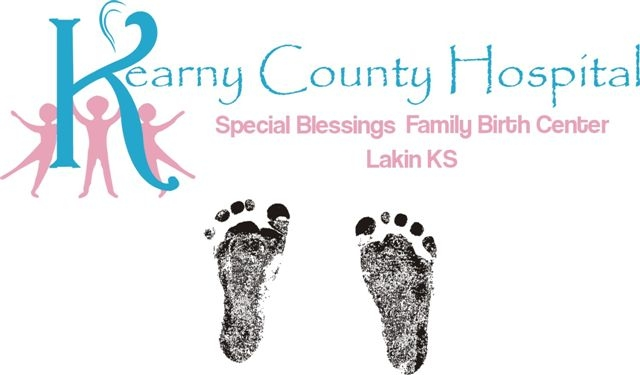 Kearny County Hospital
Special Blessings Family Birth Center
Lakin KS